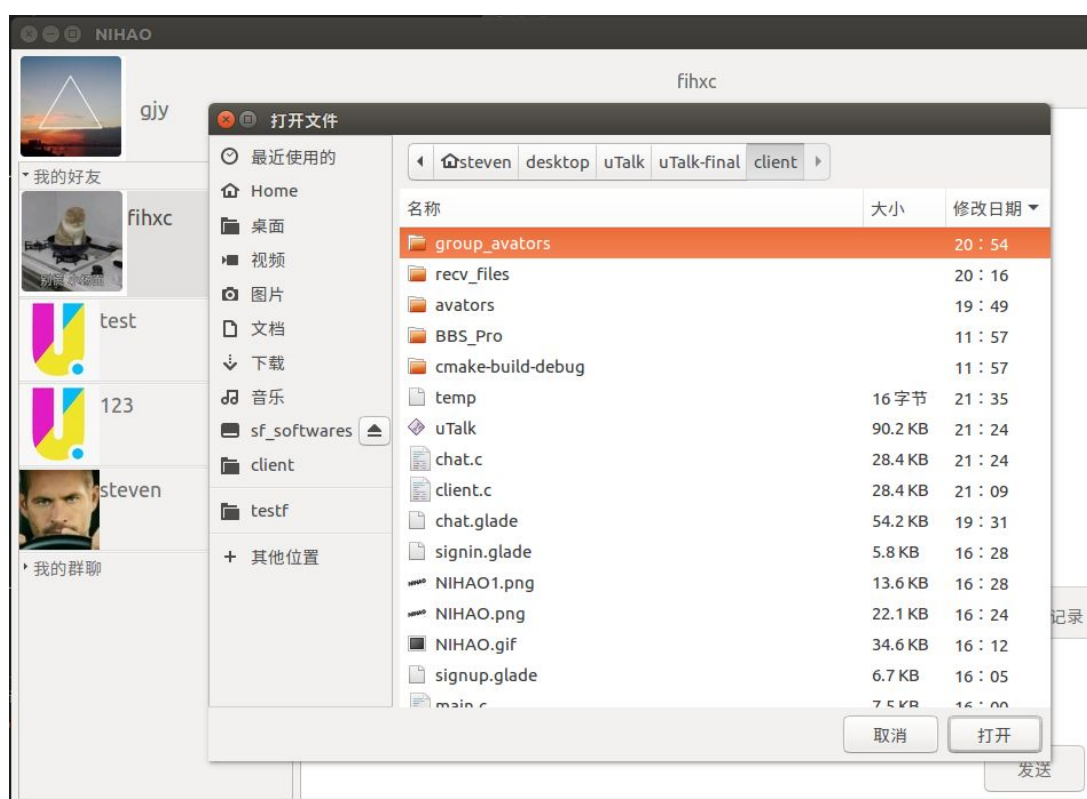 NIHAO
fihxc
gjy
打开文件
我的好友
fihxc
test
123
steven
我的群聊
最近使用的
Home
桌面
视频
图片
文档
下载
音乐
sf_softwares
client
testf
+ 其他位置
steven desktop uTalk uTalk-final client
名称 大小 修改日期
group_avators 20:54
recv_files 20:16
avators 19:49
BBS_Pro 11:57
cmake-build-debug 11:57
temp 16字节 21:35
uTalk 90.2 KB 21:24
chat.c 28.4 KB 21:24
client.c 28.4 KB 21:09
chat.glade 54.2 KB 19:31
signin.glade 5.8 KB 16:28
NIHAO1.png 13.6 KB 16:28
NIHAO.png 22.1 KB 16:24
NIHAO.gif 34.6 KB 16:12
signup.glade 6.7 KB 16:05
main.c 7.5 KB 16:00
取消 打开
记录
发送